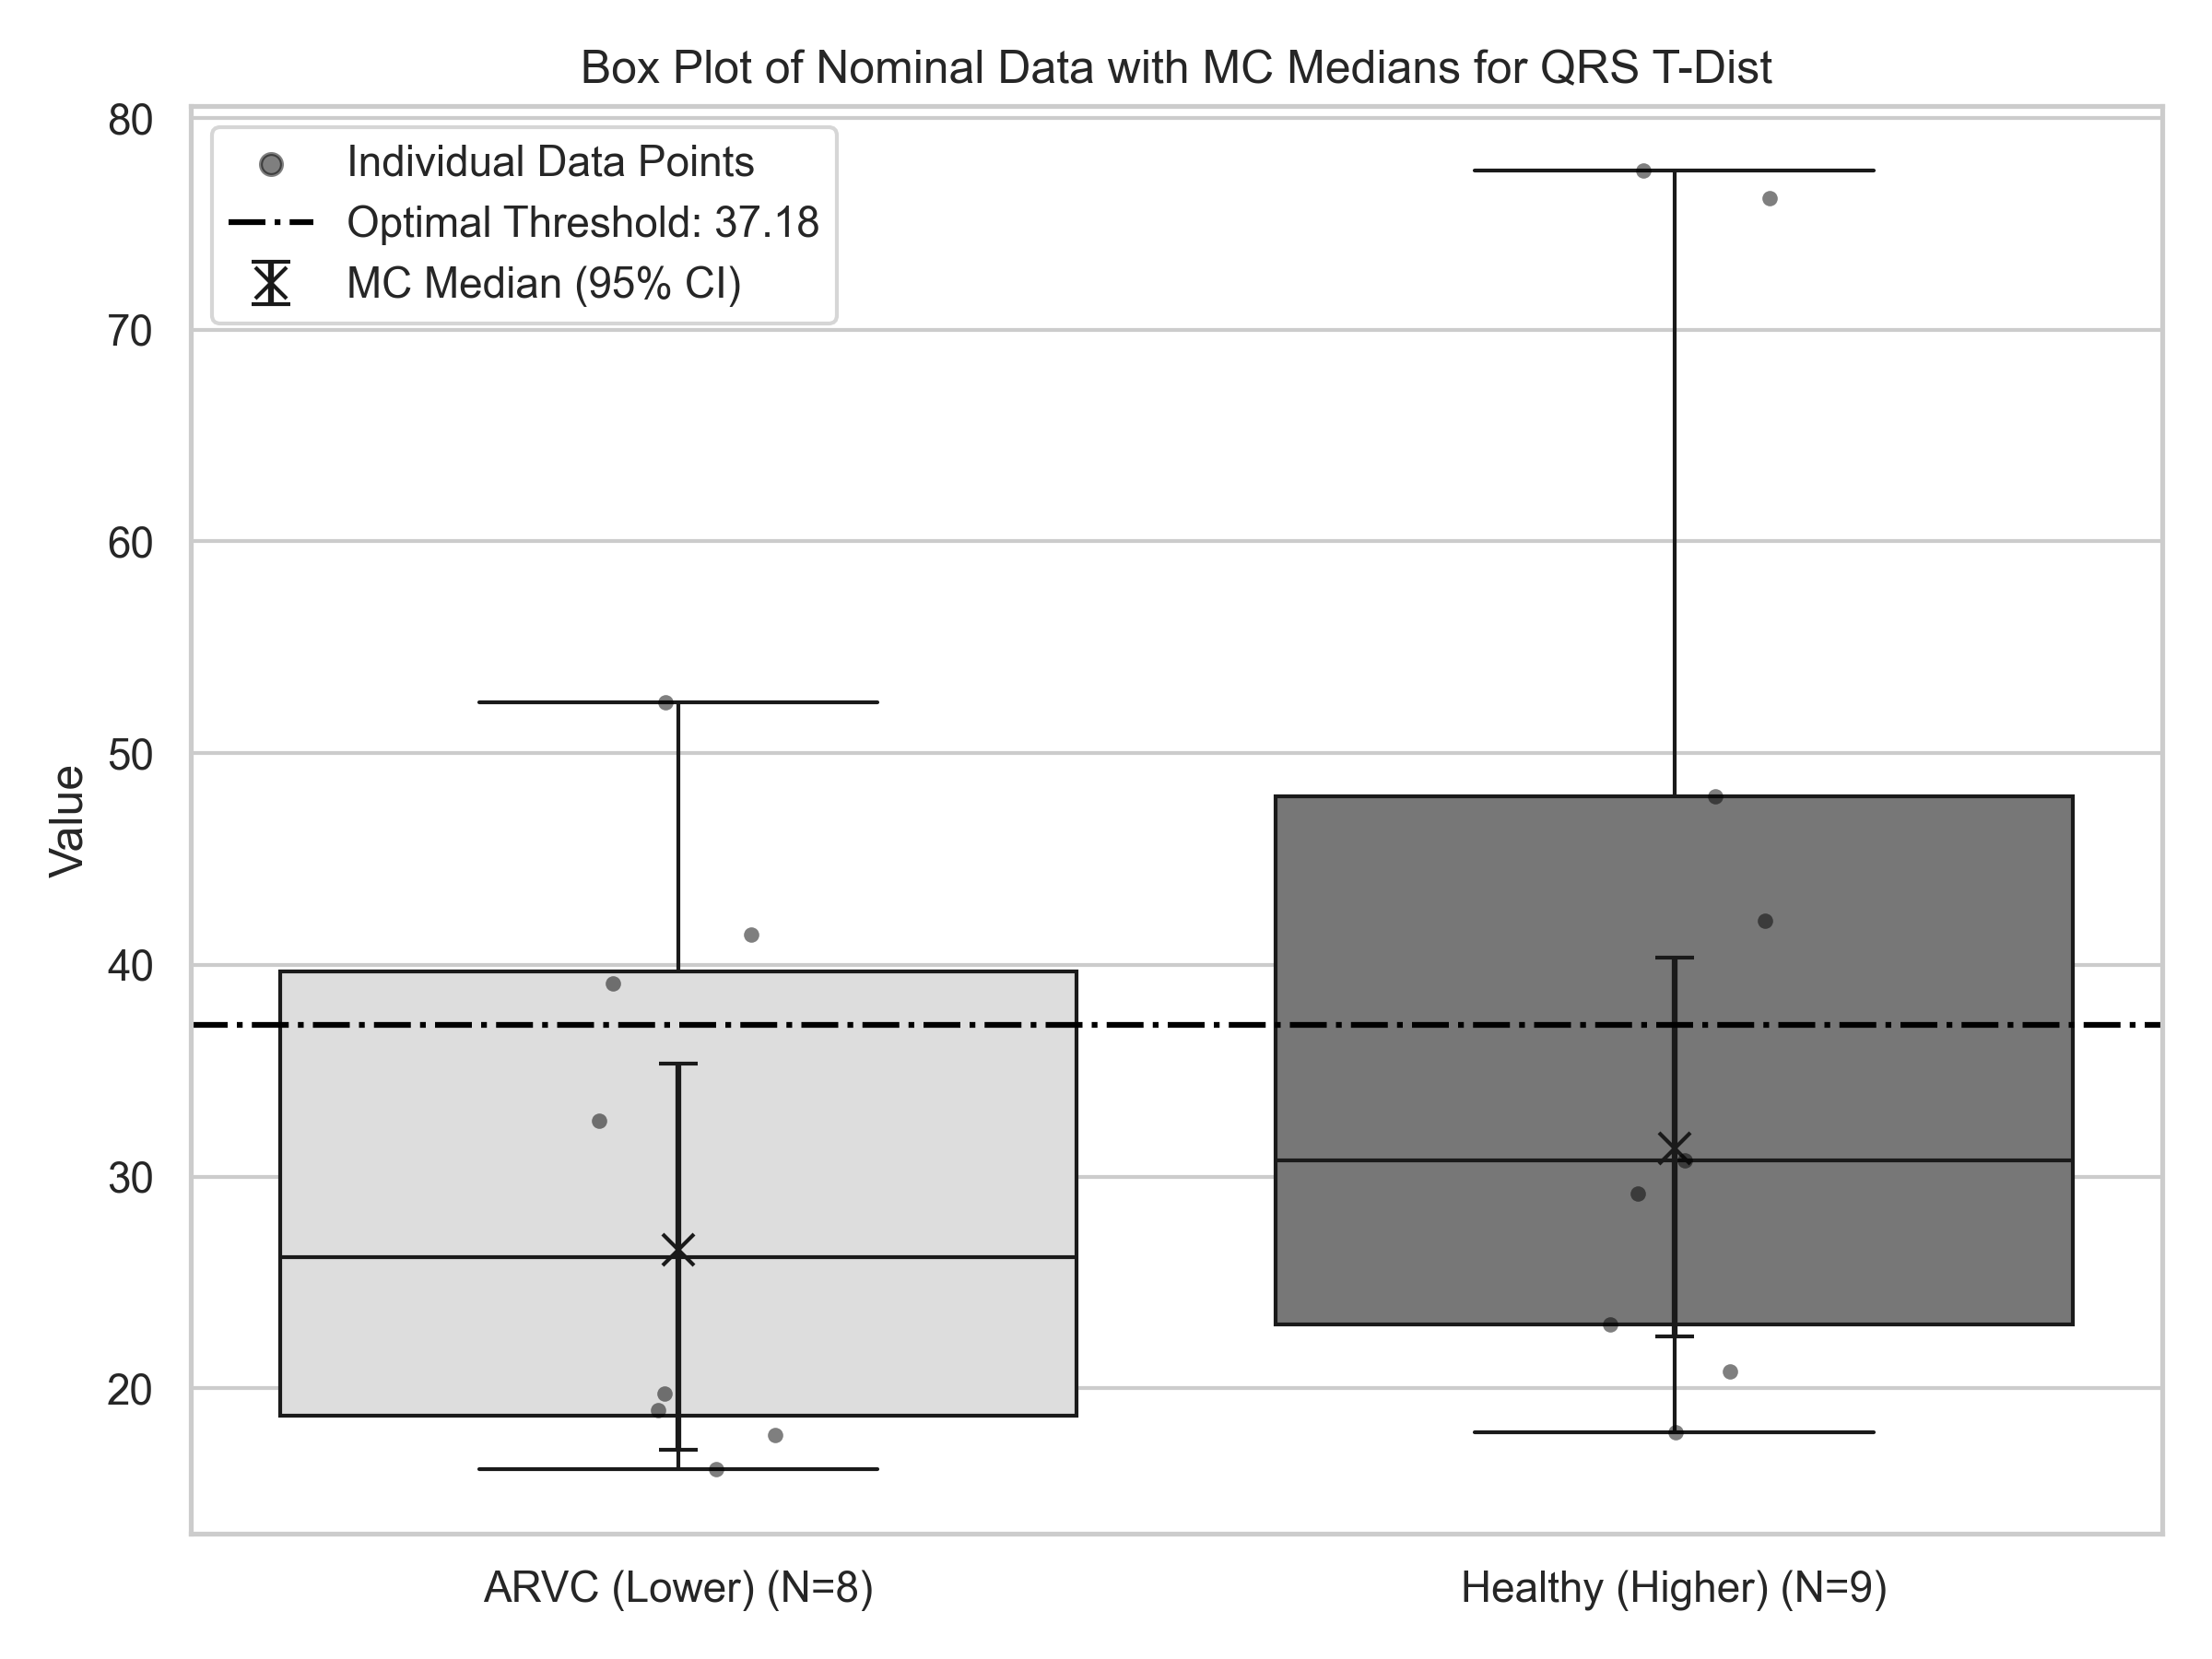 Box Plot of Nominal Data with MC Medians for QRS T-Dist
Individual Data Points
Optimal Threshold: 37.18
MC Median (95% CI)
Value
80
70
60
50
40
30
20
ARVC (Lower) (N=8)
Healthy (Higher) (N=9)